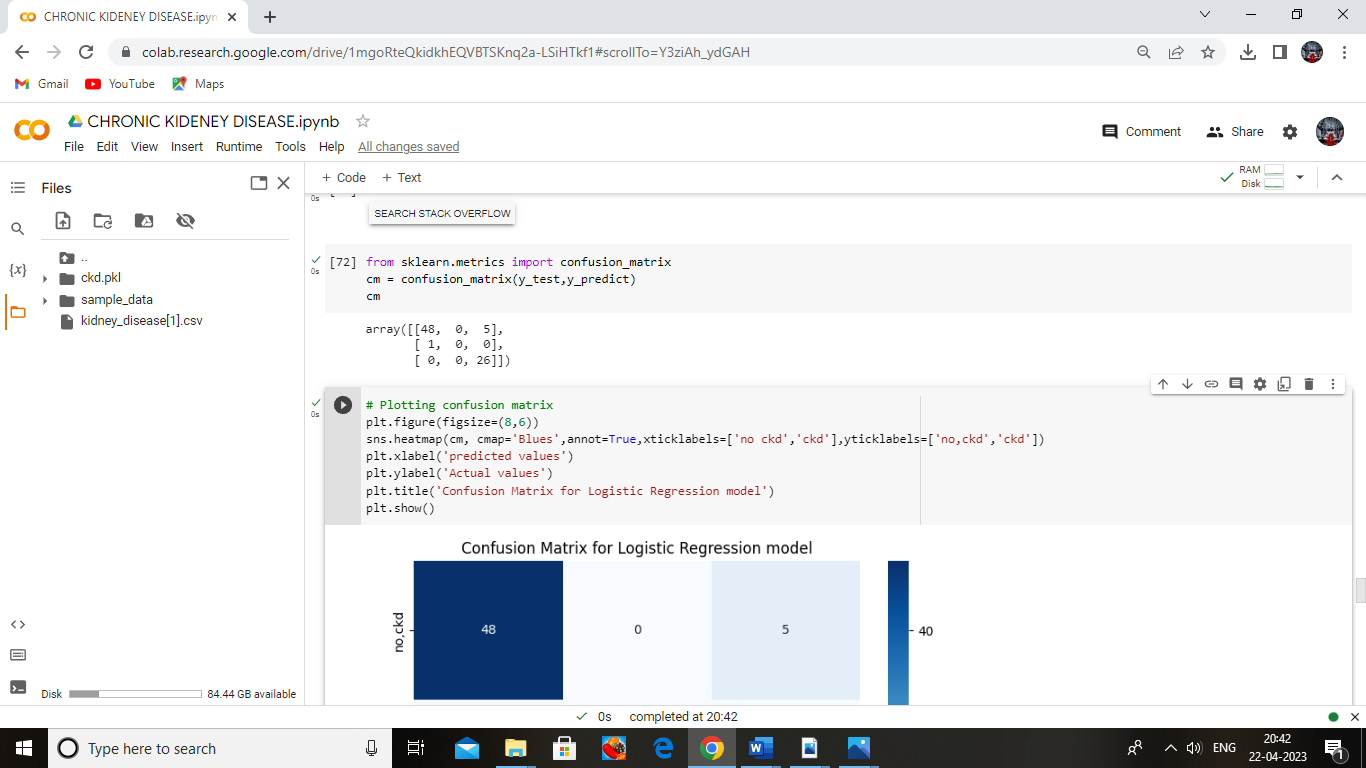 CHRONIC KIDENEY DISEASE.ipyn
colab.research.google.com/drive/1mgoRteQkidkhEQVBTSKnq2a-LSiHTkf1#scrollTo=Y3ziAh_ydGAH
Gmail YouTube Maps
CHRONIC KIDENEY DISEASE.ipynb
File Edit View Insert Runtime Tools Help All changes saved
Comment Share
Files
+ Code + Text
RAM
Disk
0s
SEARCH STACK OVERFLOW
..
ckd.pkl
sample_data
kidney_disease[1].csv
{x}
0s
[72] from sklearn.metrics import confusion_matrix
cm = confusion_matrix(y_test,y_predict)
cm
array([[48, 0, 5],
[ 1, 0, 0],
[ 0, 0, 26]])
0s
# Plotting confusion matrix
plt.figure(figsize=(8,6))
sns.heatmap(cm, cmap='Blues',annot=True,xticklabels=['no ckd','ckd'],yticklabels=['no,ckd','ckd'])
plt.xlabel('predicted values')
plt.ylabel('Actual values')
plt.title('Confusion Matrix for Logistic Regression model')
plt.show()
Confusion Matrix for Logistic Regression model
no,ckd
48 0 5
40
Disk 84.44 GB available
0s completed at 20:42
Type here to search
ENG
20:42
22-04-2023
1